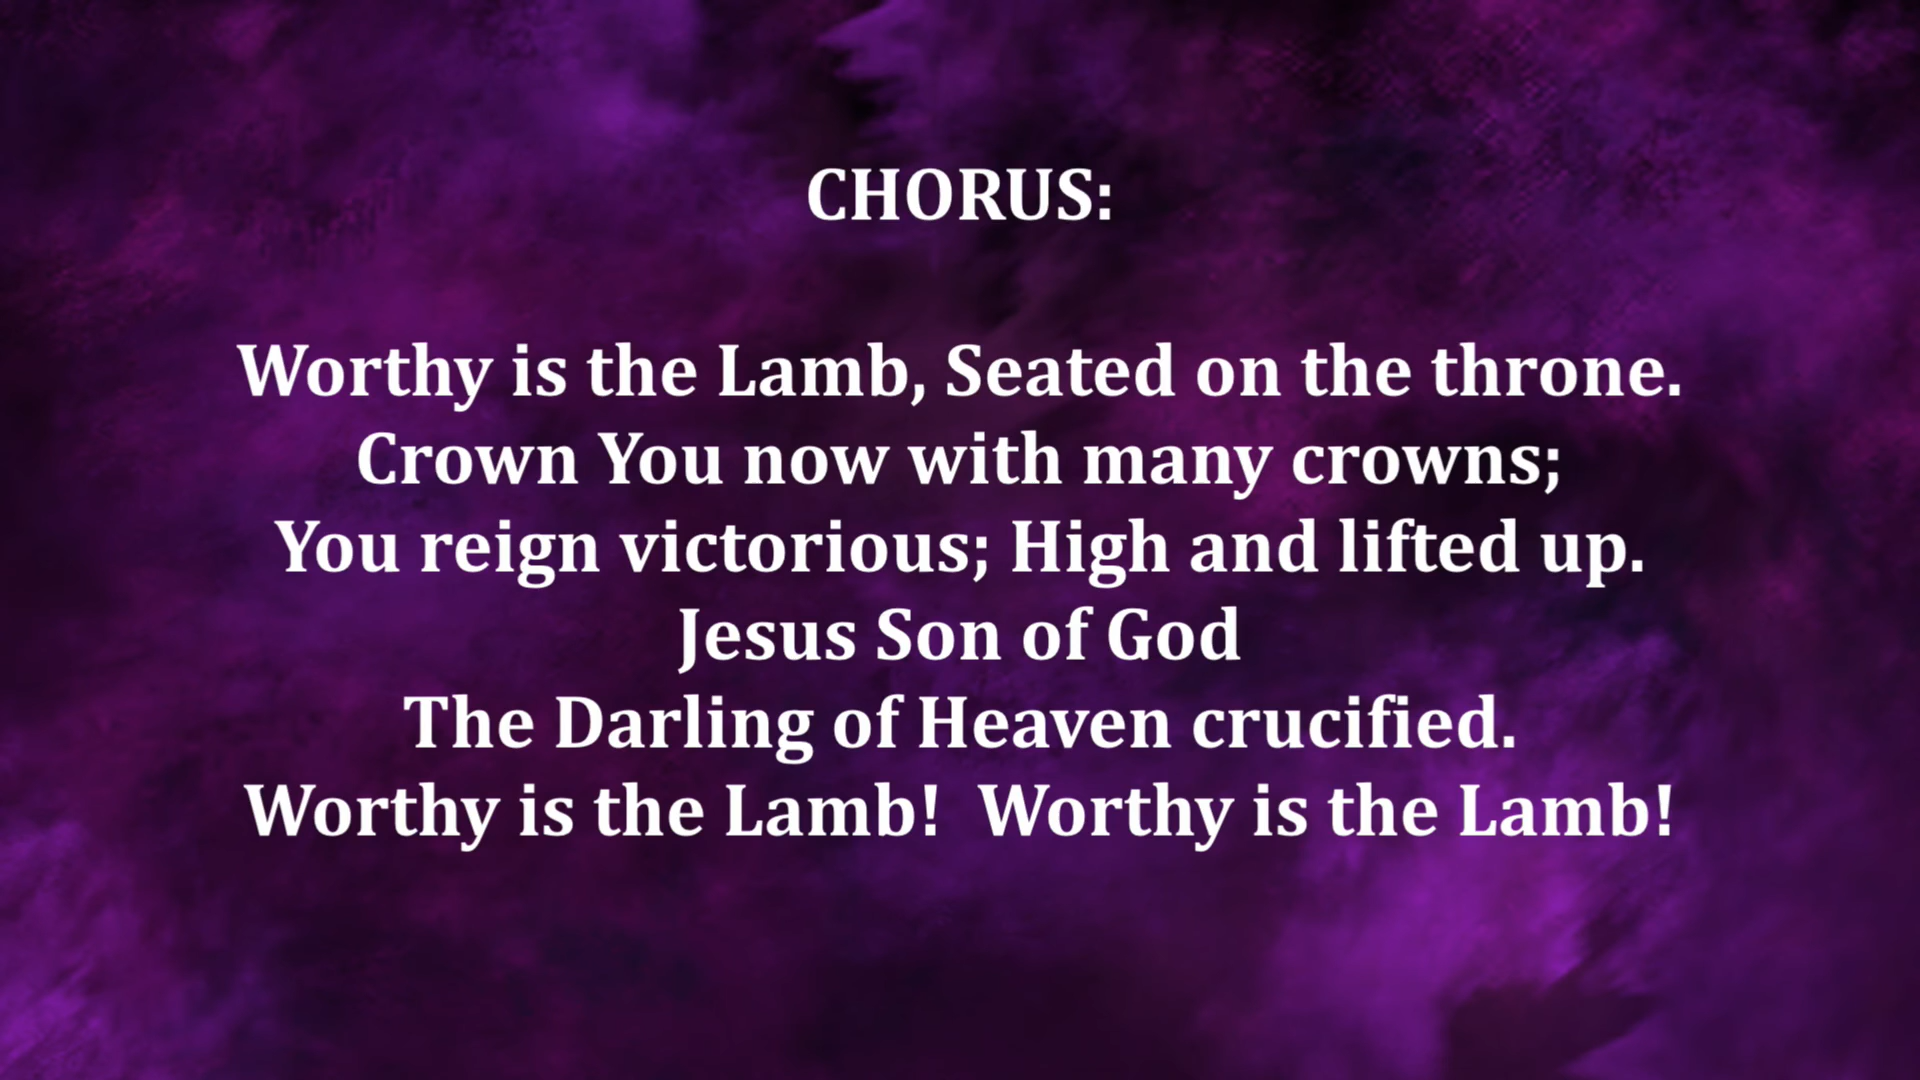 CHORUS:
Worthy is the Lamb, Seated on the throne.
Crown You now with many crowns;
You reign victorious; High and lifted up.
Jesus Son of God
The Darling of Heaven crucified.
Worthy is the Lamb!  Worthy is the Lamb!